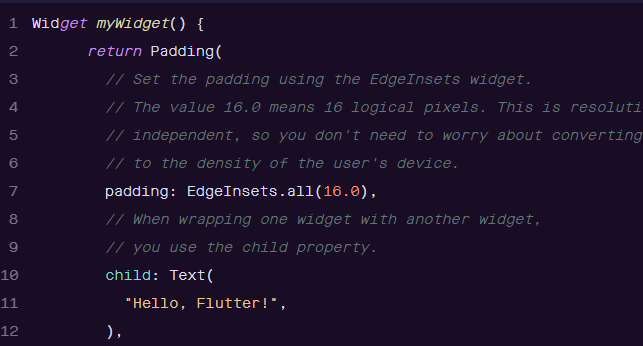 1 Widget myWidget() {
2 return Padding(
3 // Set the padding using the EdgeInsets widget.
4 // The value 16.0 means 16 logical pixels. This is resoluti
5 // independent, so you don't need to worry about converting
6 // to the density of the user's device.
7 padding: EdgeInsets.all(16.0),
8 // When wrapping one widget with another widget,
9 // you use the child property.
10 child: Text(
11 "Hello, Flutter!",
12 ),